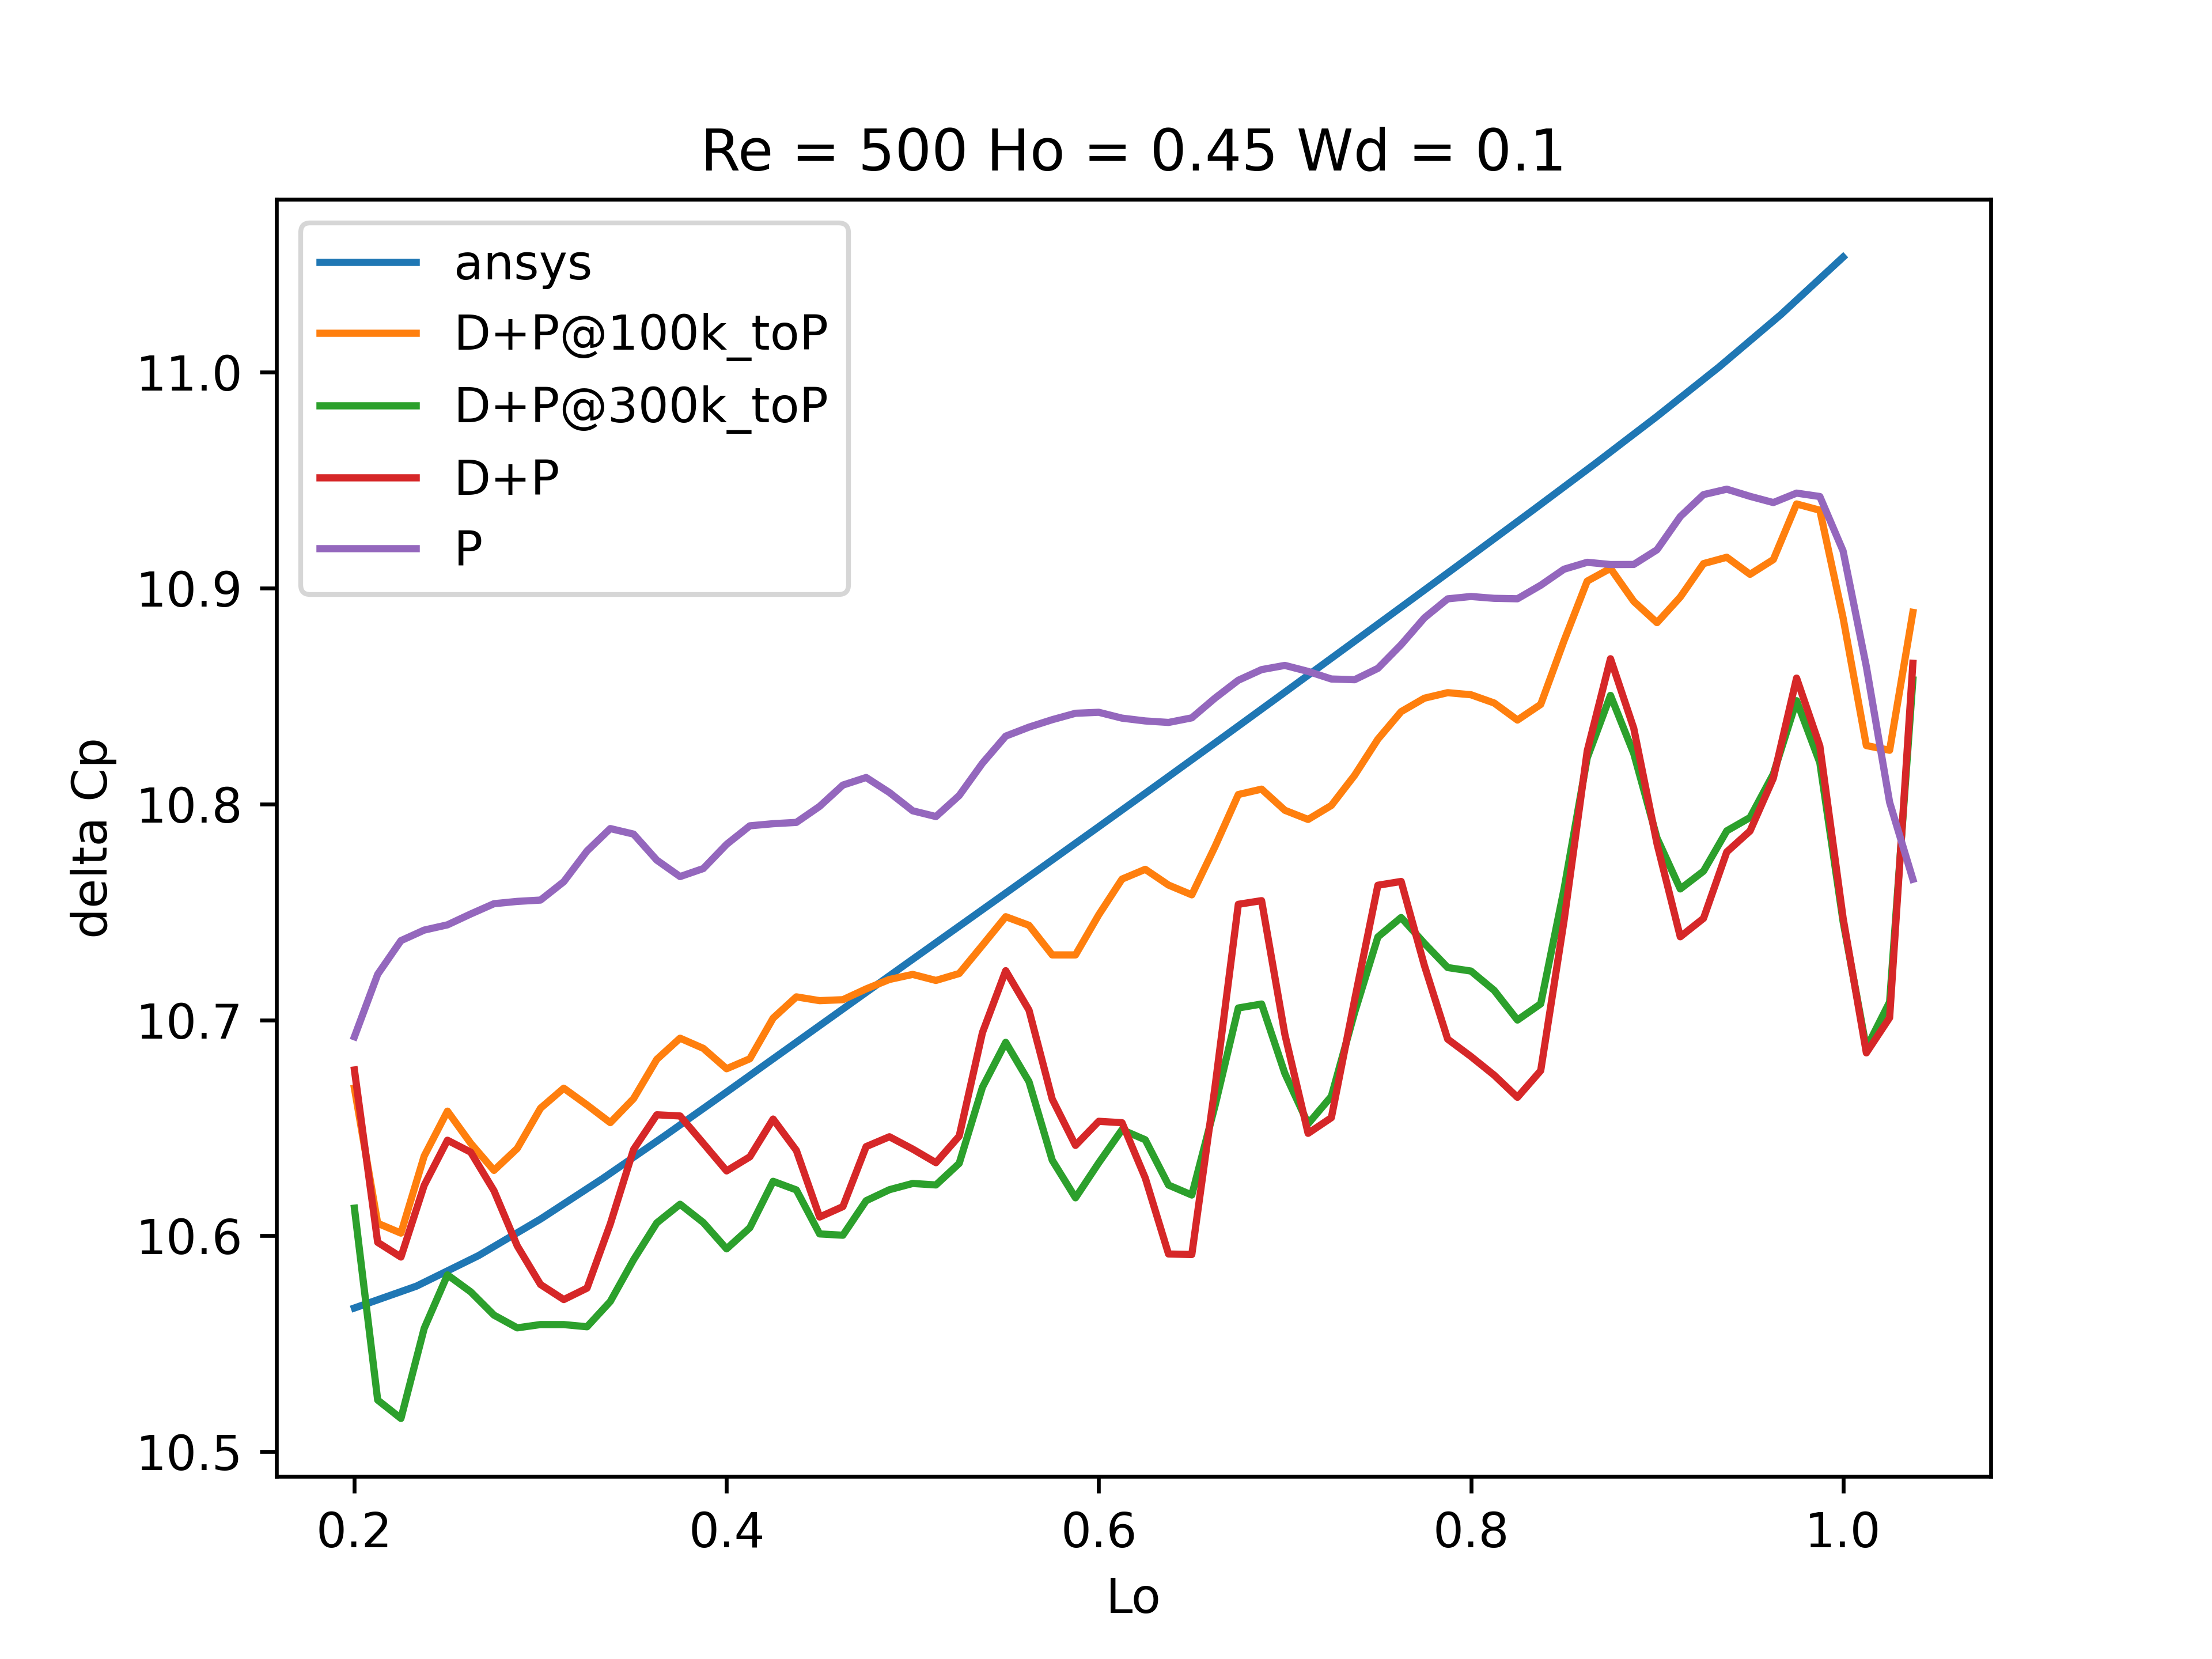 Re = 500 Ho = 0.45 Wd = 0.1
ansys
D+P@100k_toP
D+P@300k_toP
D+P
P
11.0
10.9
10.8
10.7
10.6
10.5
delta Cp
0.2 0.4 0.6 0.8 1.0
Lo